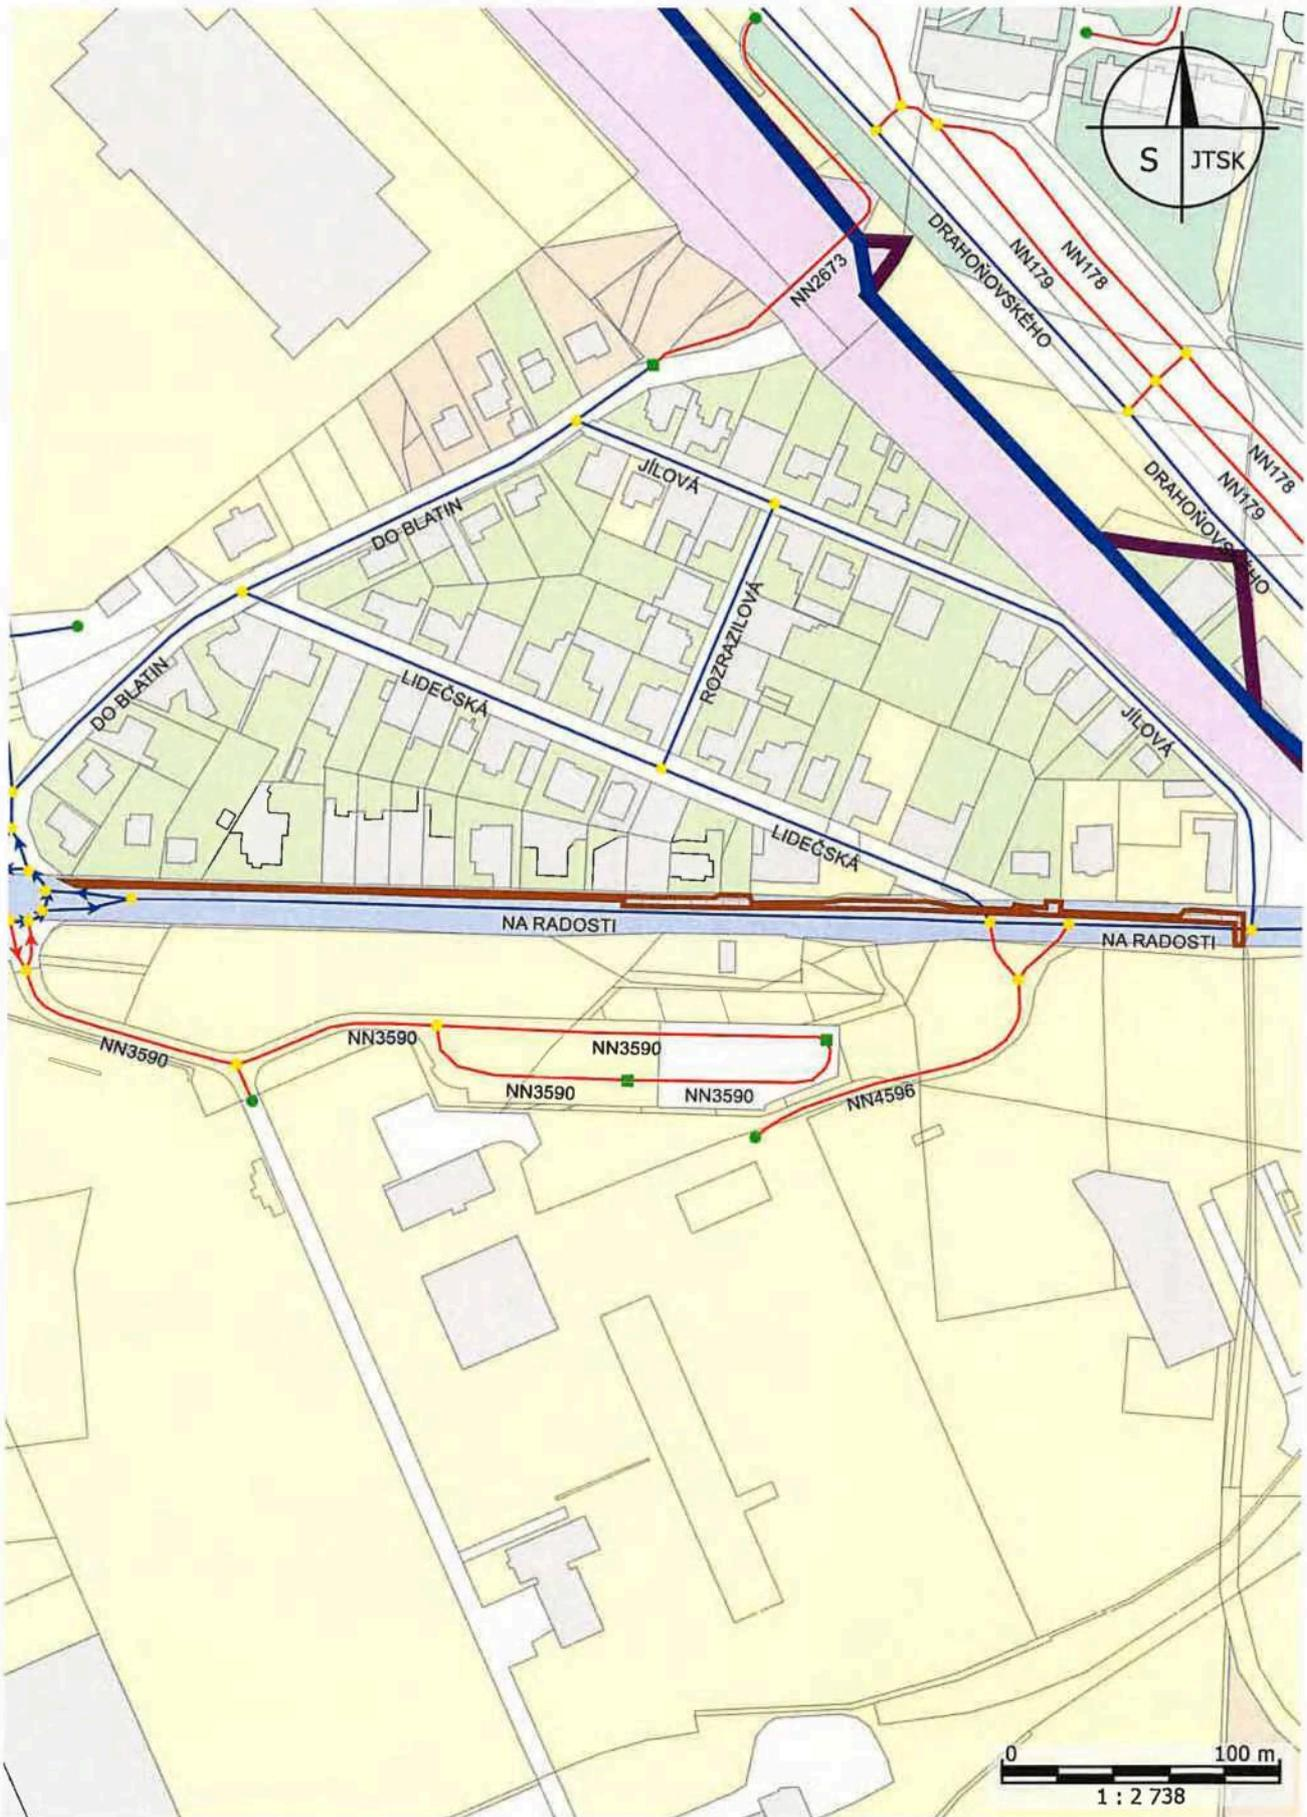 S JTSK
DRAHOŇOVSKÉHO
NN179
NN178
NN2673
NN178
NN179
DRAHOŇOVSKÉHO
JÍLOVÁ
DO BLATIN
ROZRAZILOVÁ
DO BLATIN
LIDEČSKÁ
JÍLOVÁ
LIDEČSKÁ
NA RADOSTI
NA RADOSTI
NN3590
NN3590
NN3590
NN3590
NN3590
NN4596
0 100 m
1 : 2 738